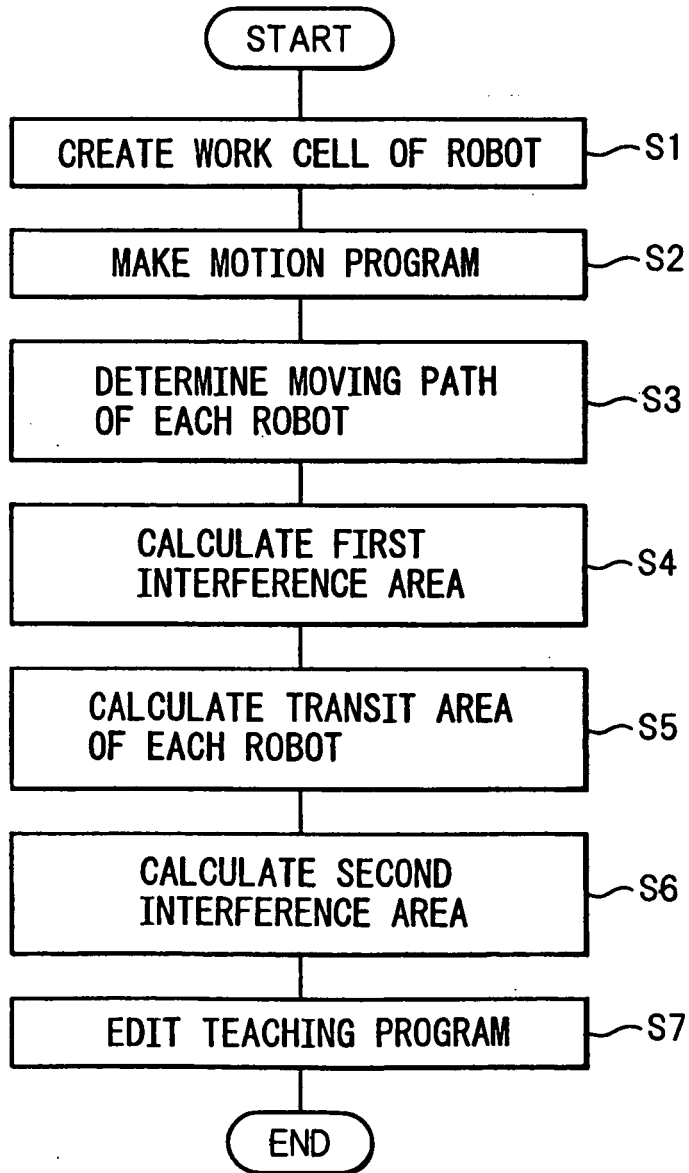 START
CREATE WORK CELL OF ROBOT
S1
MAKE MOTION PROGRAM
S2
DETERMINE MOVING PATH
OF EACH ROBOT
S3
CALCULATE FIRST
INTERFERENCE AREA
S4
CALCULATE TRANSIT AREA
OF EACH ROBOT
S5
CALCULATE SECOND
INTERFERENCE AREA
S6
EDIT TEACHING PROGRAM
S7
END